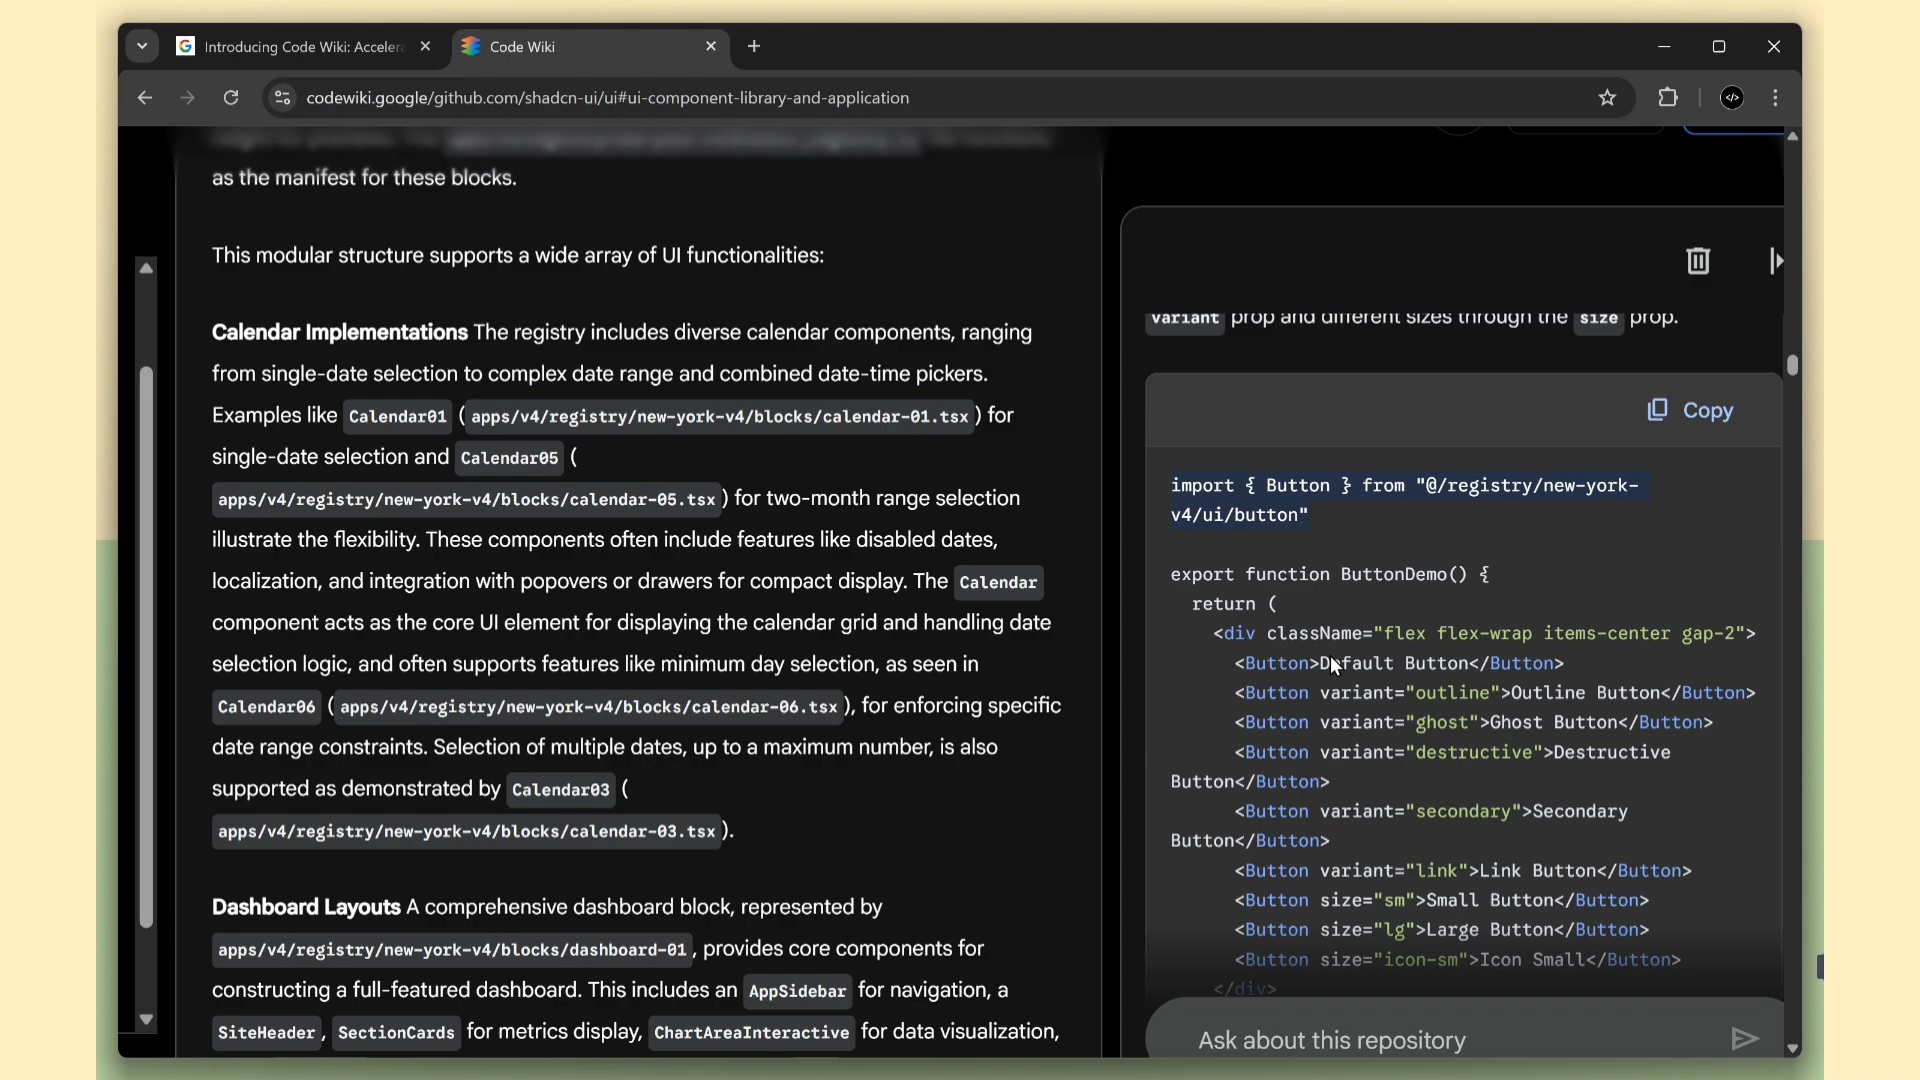 Introducing Code Wiki: Acceler
Code Wiki
codewiki.google/github.com/shadcn-ui/ui#ui-component-library-and-application
as the manifest for these blocks.
This modular structure supports a wide array of UI functionalities:
Calendar Implementations The registry includes diverse calendar components, ranging
from single-date selection to complex date range and combined date-time pickers.
Examples like Calendar01 ( apps/v4/registry/new-york-v4/blocks/calendar-01.tsx ) for
single-date selection and Calendar05 (
apps/v4/registry/new-york-v4/blocks/calendar-05.tsx ) for two-month range selection
illustrate the flexibility. These components often include features like disabled dates,
localization, and integration with popovers or drawers for compact display. The Calendar
component acts as the core UI element for displaying the calendar grid and handling date
selection logic, and often supports features like minimum day selection, as seen in
Calendar06 ( apps/v4/registry/new-york-v4/blocks/calendar-06.tsx ), for enforcing specific
date range constraints. Selection of multiple dates, up to a maximum number, is also
supported as demonstrated by Calendar03 (
apps/v4/registry/new-york-v4/blocks/calendar-03.tsx ).
Dashboard Layouts A comprehensive dashboard block, represented by
apps/v4/registry/new-york-v4/blocks/dashboard-01 , provides core components for
constructing a full-featured dashboard. This includes an AppSidebar for navigation, a
SiteHeader , SectionCards for metrics display, ChartAreaInteractive for data visualization,
variant prop and different sizes through the size prop.
Copy
import { Button } from "@/registry/new-york-
v4/ui/button"
export function ButtonDemo() {
return (
<div className="flex flex-wrap items-center gap-2">
<Button>Default Button</Button>
<Button variant="outline">Outline Button</Button>
<Button variant="ghost">Ghost Button</Button>
<Button variant="destructive">Destructive
Button</Button>
<Button variant="secondary">Secondary
Button</Button>
<Button variant="link">Link Button</Button>
<Button size="sm">Small Button</Button>
<Button size="lg">Large Button</Button>
<Button size="icon-sm">Icon Small</Button>
</div>
Ask about this repository